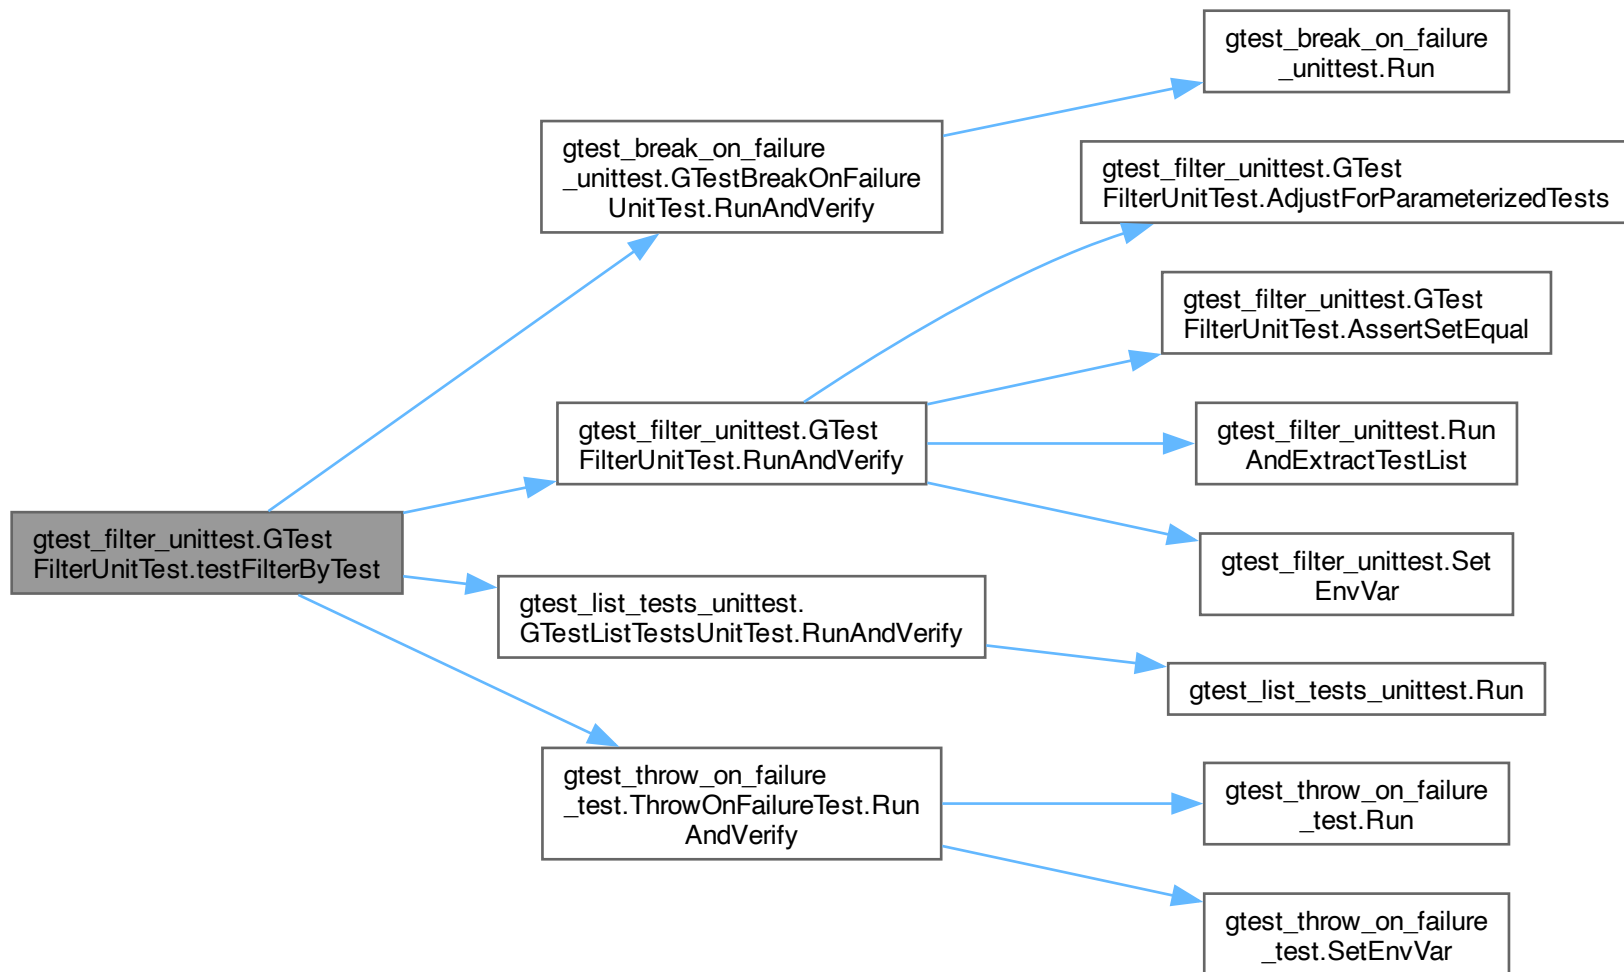 gtest_break_on_failure
_unittest.Run
gtest_break_on_failure
_unittest.GTestBreakOnFailure
UnitTest.RunAndVerify
gtest_filter_unittest.GTest
FilterUnitTest.AdjustForParameterizedTests
gtest_filter_unittest.GTest
FilterUnitTest.AssertSetEqual
gtest_filter_unittest.GTest
FilterUnitTest.RunAndVerify
gtest_filter_unittest.Run
AndExtractTestList
gtest_filter_unittest.GTest
FilterUnitTest.testFilterByTest
gtest_filter_unittest.Set
EnvVar
gtest_list_tests_unittest.
GTestListTestsUnitTest.RunAndVerify
gtest_list_tests_unittest.Run
gtest_throw_on_failure
_test.ThrowOnFailureTest.Run
AndVerify
gtest_throw_on_failure
_test.Run
gtest_throw_on_failure
_test.SetEnvVar